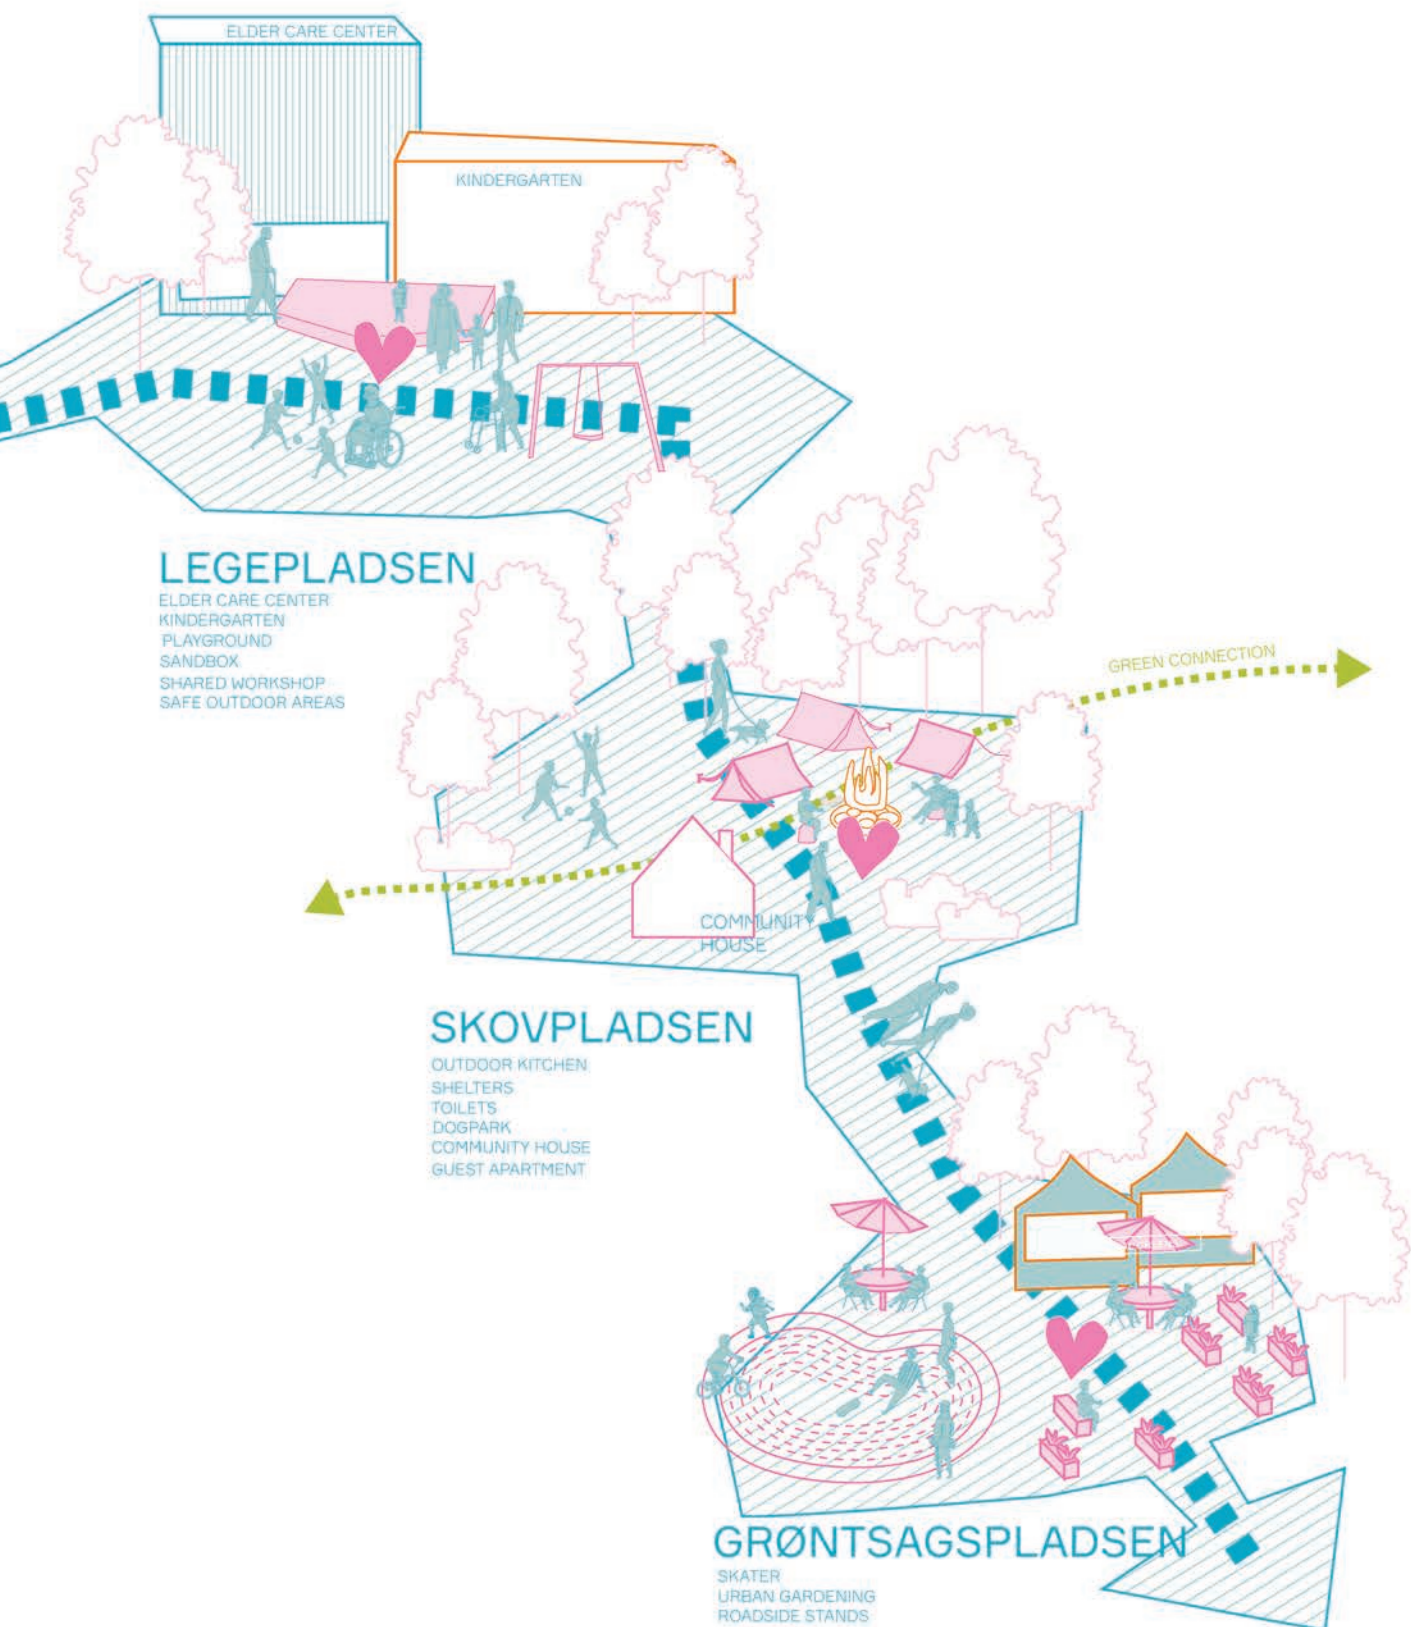 ELDER CARE CENTER
KINDERGARTEN
LEGEPLADSEN
ELDER CARE CENTER
KINDERGARTEN
PLAYGROUND
SANDBOX
SHARED WORKSHOP
SAFE OUTDOOR AREAS
GREEN CONNECTION
COMMUNITY
HOUSE
SKOVPLADSEN
OUTDOOR KITCHEN
SHELTERS
TOILETS
DOGPARK
COMMUNITY HOUSE
GUEST APARTMENT
GRØNTSAGSPLADSEN
SKATER
URBAN GARDENING
ROADSIDE STANDS